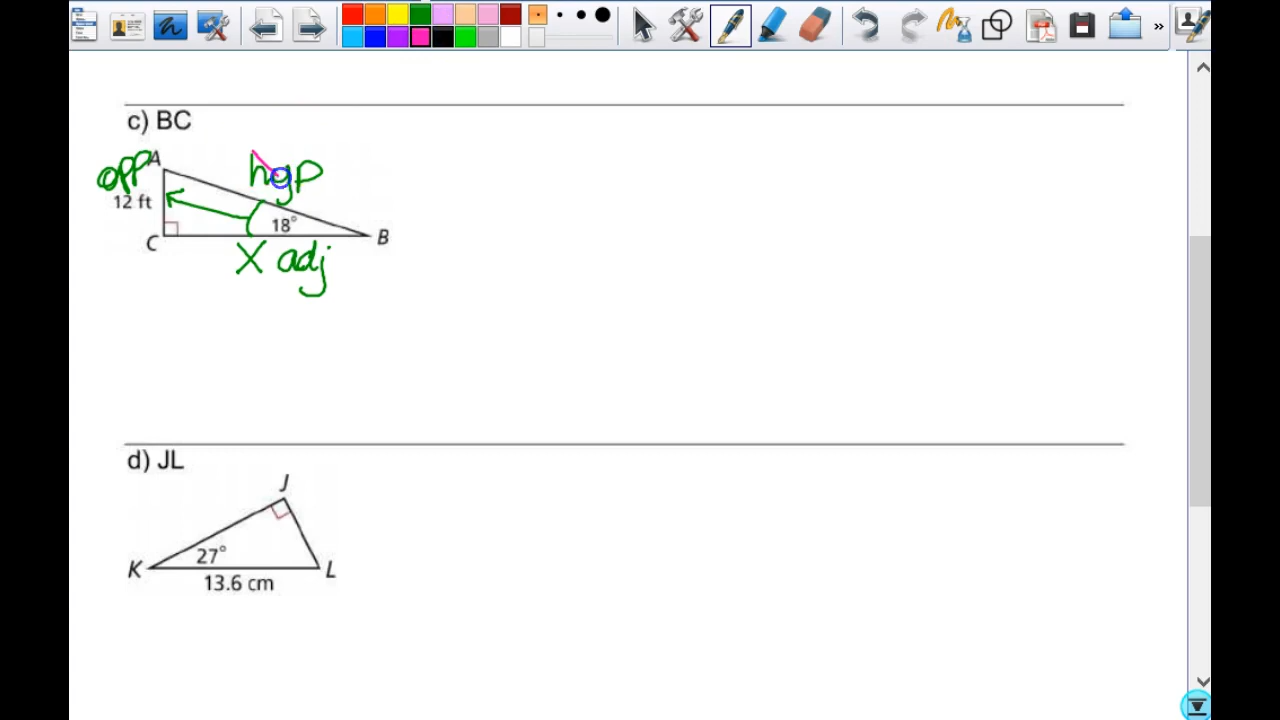 c) BC
opp A hyp
12 ft
18°
C B
X adj
d) JL
J
27°
K L
13.6 cm